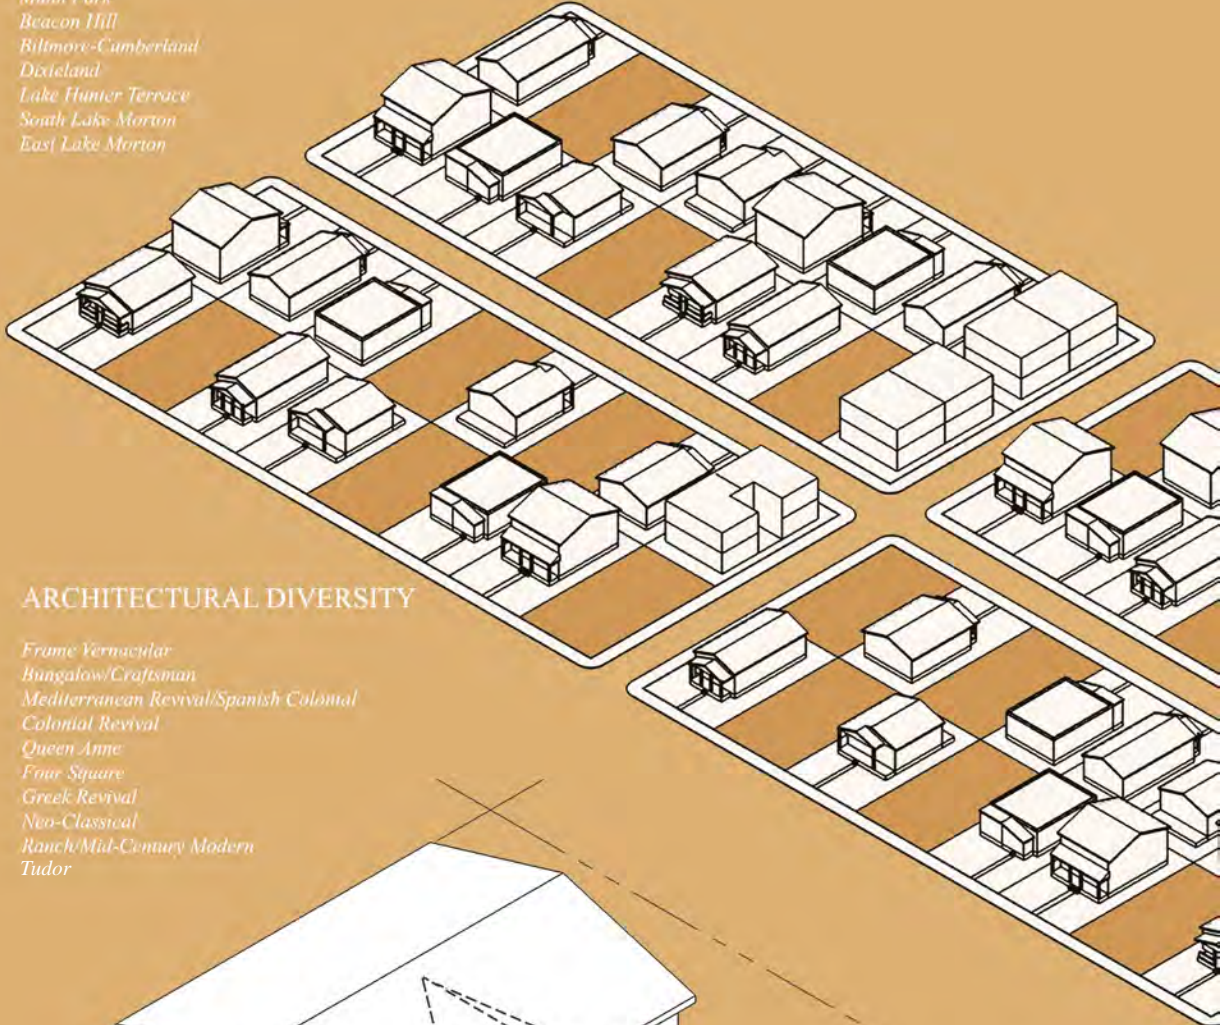 Beacon Hill
Biltmore-Cumberland
Dixieland
Lake Hunter Terrace
South Lake Morton
East Lake Morton
ARCHITECTURAL DIVERSITY
Frame Vernacular
Bungalow/Craftsman
Mediterranean Revival/Spanish Colonial
Colonial Revival
Queen Anne
Four Square
Greek Revival
Neo-Classical
Ranch/Mid-Century Modern
Tudor